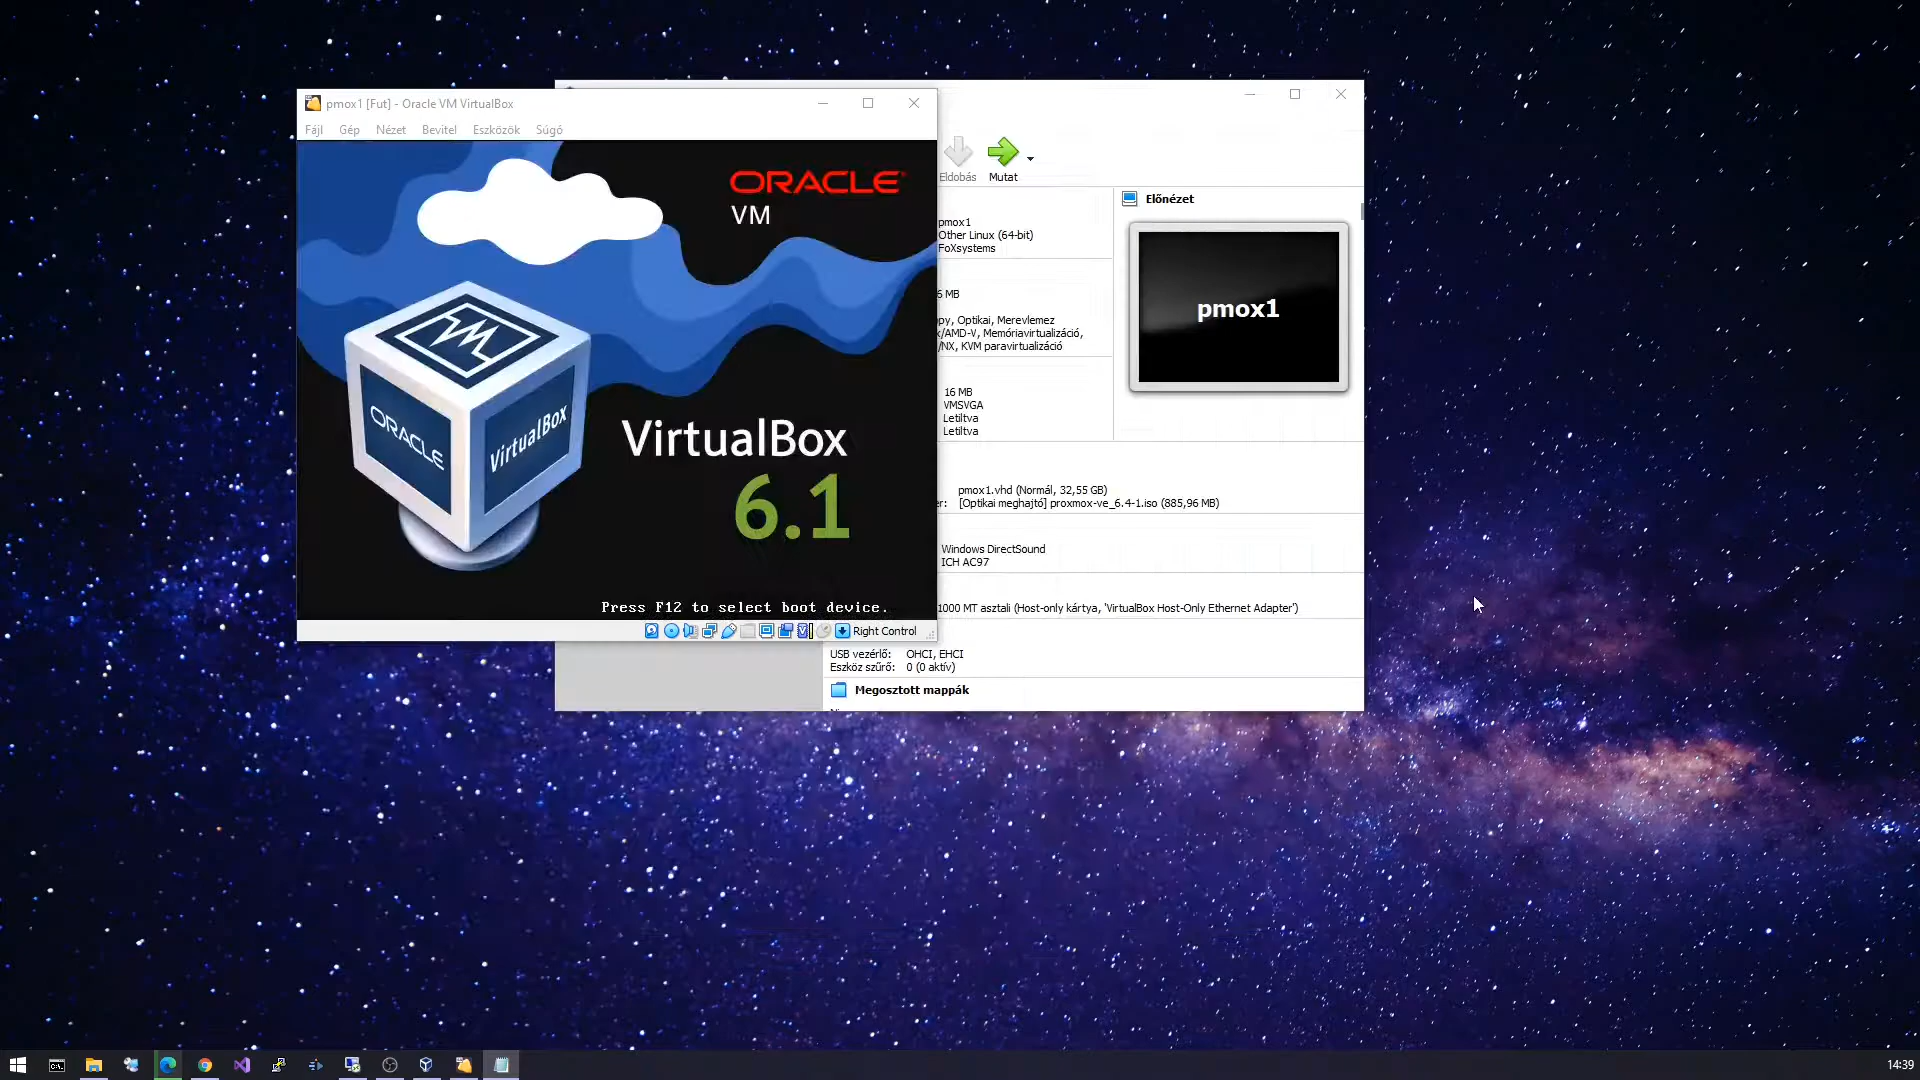 pmox1 [Fut] - Oracle VM VirtualBox
Fájl Gép Nézet Bevitel Eszközök Súgó
ORACLE
VM
ORACLE
VirtualBox
VirtualBox
6.1
Press F12 to select boot device.
Right Control
Eldobás Mutat
pmox1
Other Linux (64-bit)
FoXsystems
6 MB
py, Optikai, Merevlemez
x/AMD-V, Memóriavirtualizáció,
/NX, KVM paravirtualizáció
16 MB
VMSVGA
Letiltva
Letiltva
Előnézet
pmox1
pmox1.vhd (Normál, 32,55 GB)
er: [Optikai meghajtó] proxmox-ve_6.4-1.iso (885,96 MB)
Windows DirectSound
ICH AC97
1000 MT asztali (Host-only kártya, 'VirtualBox Host-Only Ethernet Adapter')
USB vezérlő: OHCI, EHCI
Eszköz szűrő: 0 (0 aktív)
Megosztott mappák
14:39